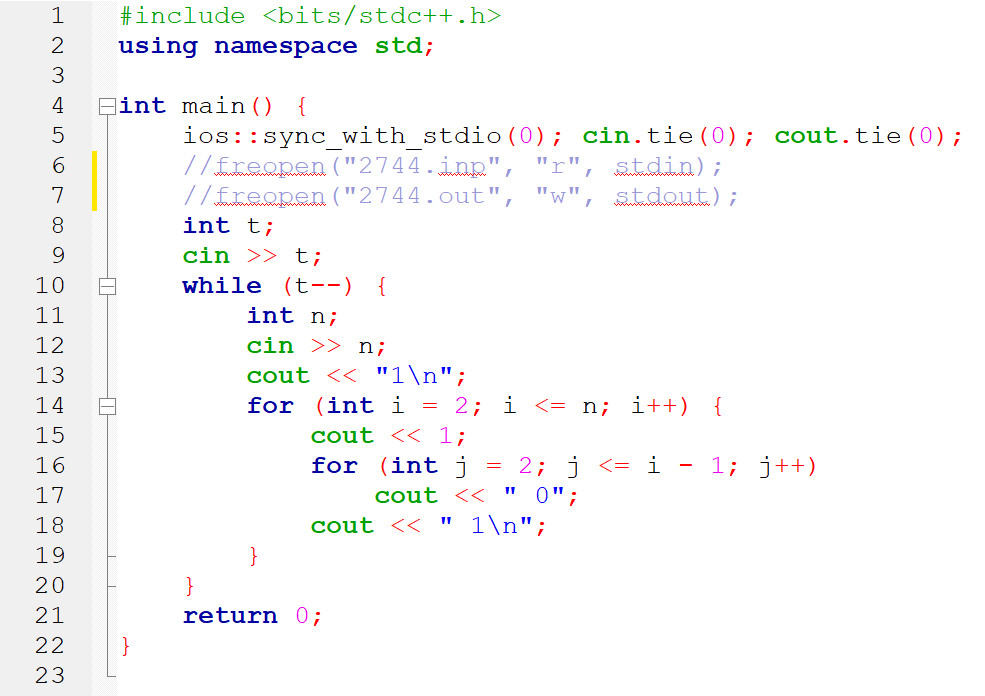 1 #include <bits/stdc++.h>
2 using namespace std;
3
4 int main() {
5     ios::sync_with_stdio(0); cin.tie(0); cout.tie(0);
6     //freopen("2744.inp", "r", stdin);
7     //freopen("2744.out", "w", stdout);
8     int t;
9     cin >> t;
10     while (t--) {
11         int n;
12         cin >> n;
13         cout << "1\n";
14         for (int i = 2; i <= n; i++) {
15             cout << 1;
16             for (int j = 2; j <= i - 1; j++)
17                 cout << " 0";
18             cout << " 1\n";
19         }
20     }
21     return 0;
22 }
23